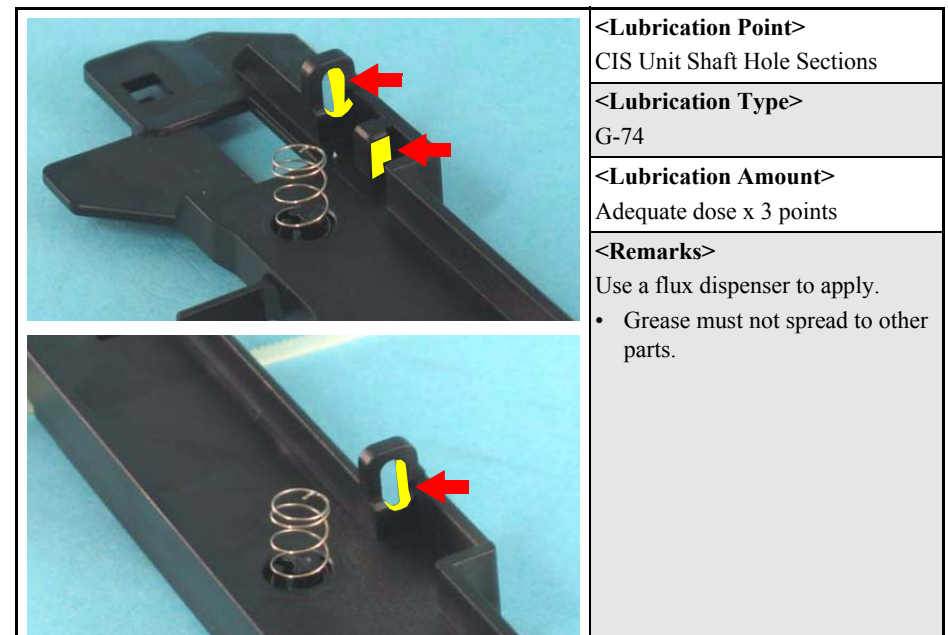 <Lubrication Point>
CIS Unit Shaft Hole Sections
<Lubrication Type>
G-74
<Lubrication Amount>
Adequate dose x 3 points
<Remarks>
Use a flux dispenser to apply.
• Grease must not spread to other
parts.